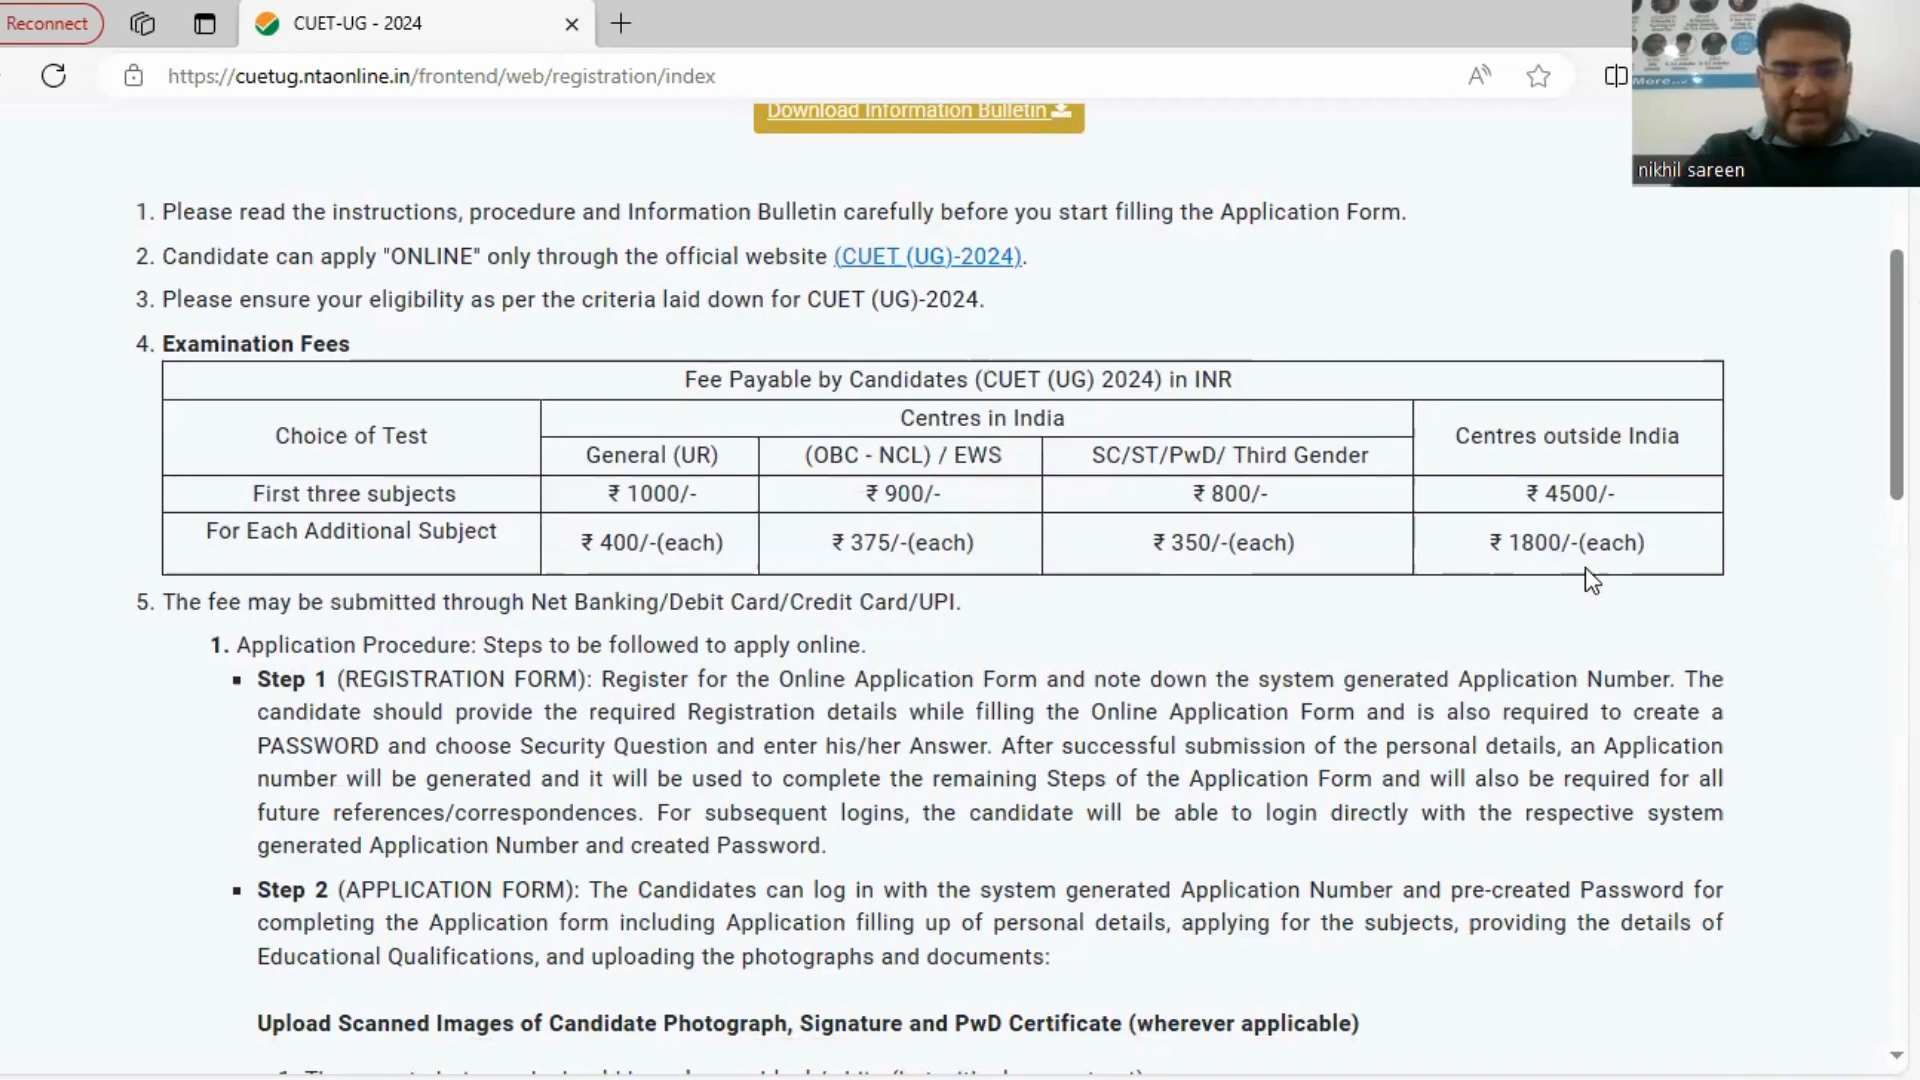 Reconnect
CUET-UG - 2024
https://cuetug.ntaonline.in/frontend/web/registration/index
More...
nikhil sareen
Download Information Bulletin
1. Please read the instructions, procedure and Information Bulletin carefully before you start filling the Application Form.
2. Candidate can apply "ONLINE" only through the official website (CUET (UG)-2024).
3. Please ensure your eligibility as per the criteria laid down for CUET (UG)-2024.
4. Examination Fees
Fee Payable by Candidates (CUET (UG) 2024) in INR
Choice of Test
Centres in India
Centres outside India
General (UR)
(OBC - NCL) / EWS
SC/ST/PwD/ Third Gender
First three subjects
₹ 1000/-
₹ 900/-
₹ 800/-
₹ 4500/-
For Each Additional Subject
₹ 400/-(each)
₹ 375/-(each)
₹ 350/-(each)
₹ 1800/-(each)
5. The fee may be submitted through Net Banking/Debit Card/Credit Card/UPI.
1. Application Procedure: Steps to be followed to apply online.
▪ Step 1 (REGISTRATION FORM): Register for the Online Application Form and note down the system generated Application Number. The
candidate should provide the required Registration details while filling the Online Application Form and is also required to create a
PASSWORD and choose Security Question and enter his/her Answer. After successful submission of the personal details, an Application
number will be generated and it will be used to complete the remaining Steps of the Application Form and will also be required for all
future references/correspondences. For subsequent logins, the candidate will be able to login directly with the respective system
generated Application Number and created Password.
▪ Step 2 (APPLICATION FORM): The Candidates can log in with the system generated Application Number and pre-created Password for
completing the Application form including Application filling up of personal details, applying for the subjects, providing the details of
Educational Qualifications, and uploading the photographs and documents:
Upload Scanned Images of Candidate Photograph, Signature and PwD Certificate (wherever applicable)